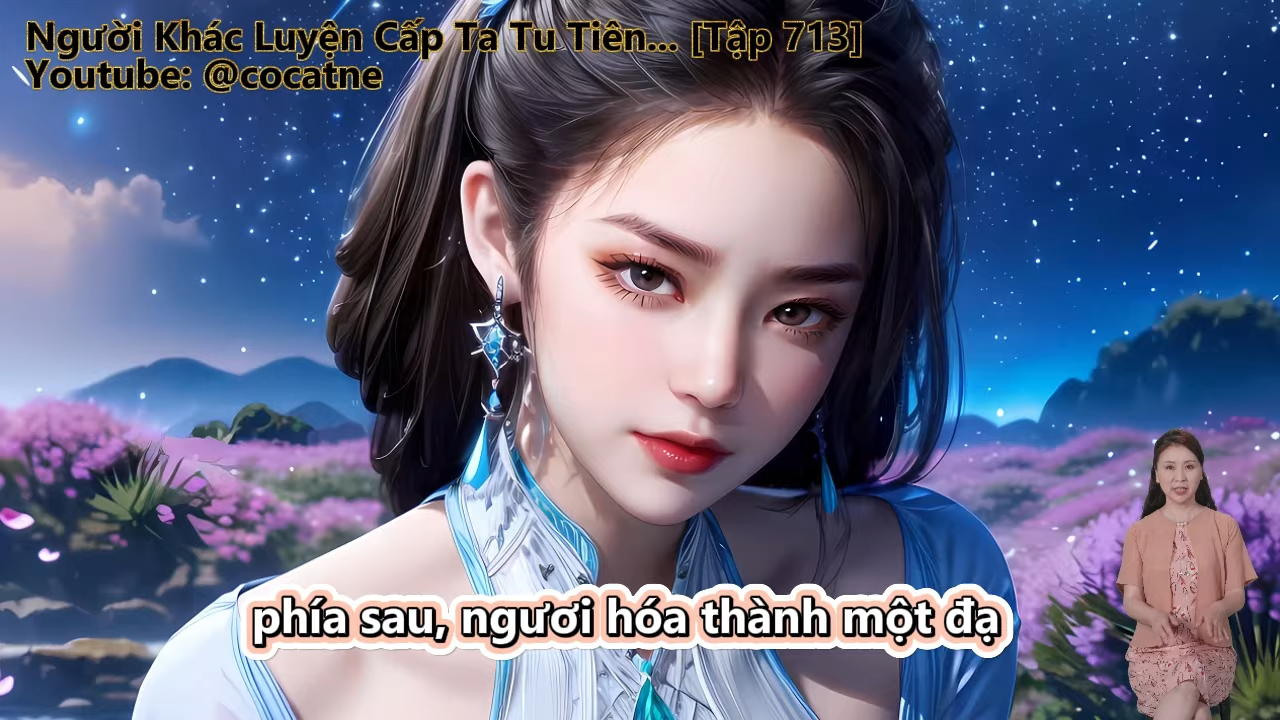 Người Khác Luyện Cấp Ta Tu Tiên... [Tập 713]
Youtube: @cocatne
phía sau, ngươi hóa thành một đạ